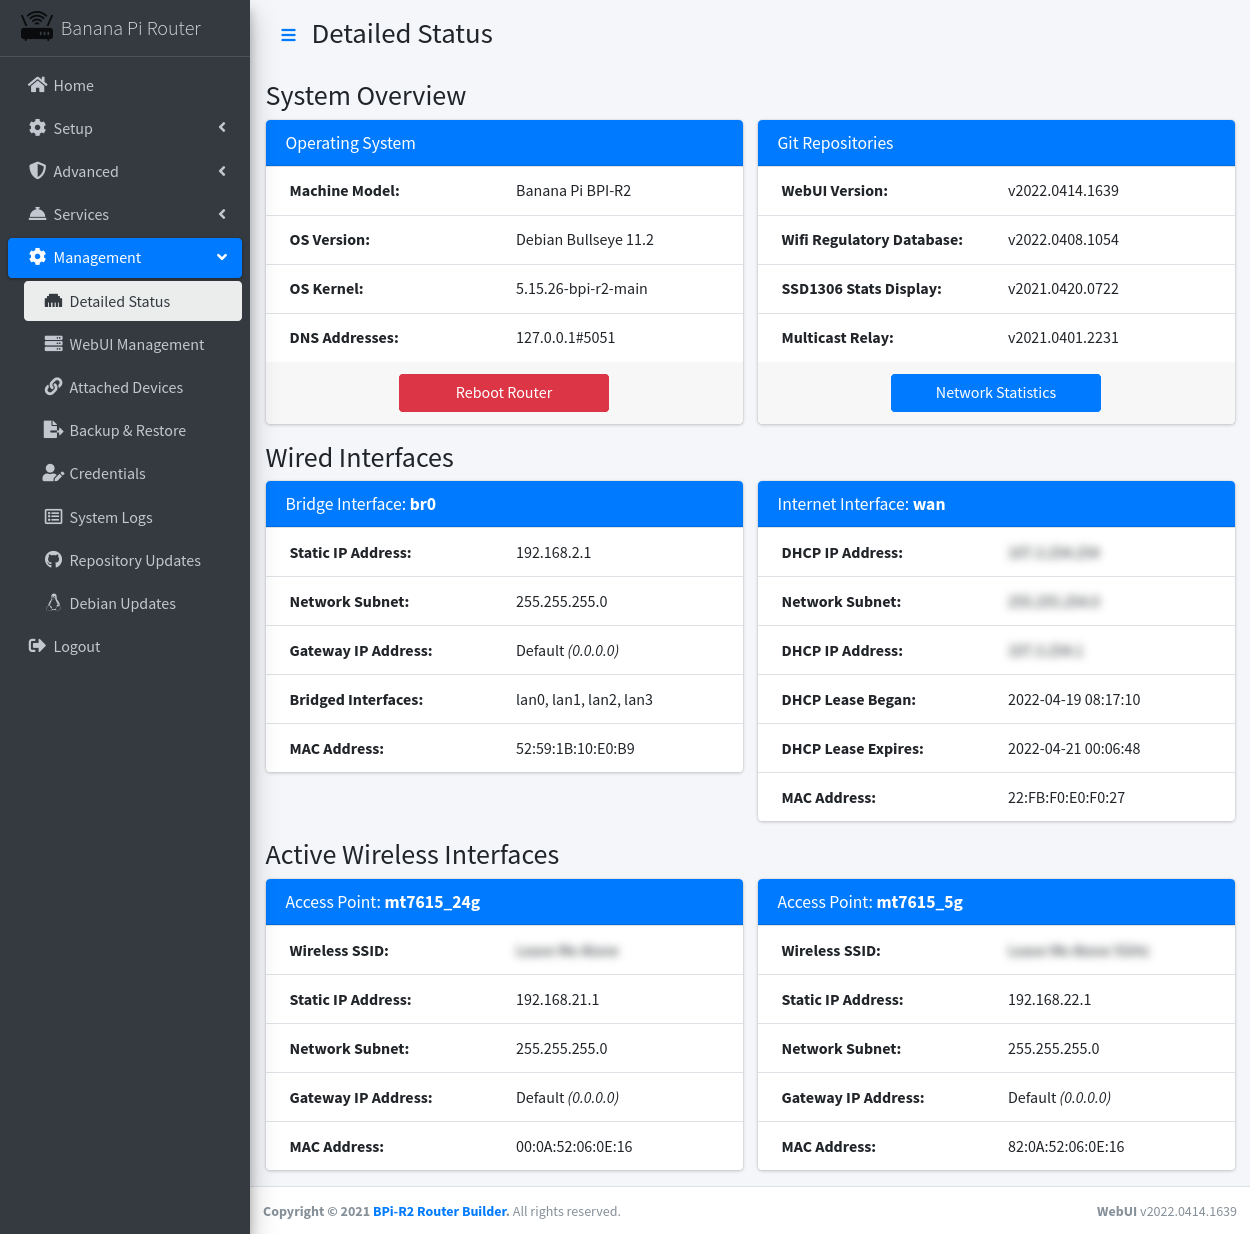 Banana Pi Router
Home
Setup
Advanced
Services
Management
Detailed Status
WebUI Management
Attached Devices
Backup & Restore
Credentials
System Logs
Repository Updates
Debian Updates
Logout
Detailed Status
System Overview
Operating System
Machine Model: Banana Pi BPI-R2
OS Version: Debian Bullseye 11.2
OS Kernel: 5.15.26-bpi-r2-main
DNS Addresses: 127.0.0.1#5051
Reboot Router
Git Repositories
WebUI Version: v2022.0414.1639
Wifi Regulatory Database: v2022.0408.1054
SSD1306 Stats Display: v2021.0420.0722
Multicast Relay: v2021.0401.2231
Network Statistics
Wired Interfaces
Bridge Interface: br0
Static IP Address: 192.168.2.1
Network Subnet: 255.255.255.0
Gateway IP Address: Default (0.0.0.0)
Bridged Interfaces: lan0, lan1, lan2, lan3
MAC Address: 52:59:1B:10:E0:B9
Internet Interface: wan
DHCP IP Address:
Network Subnet:
DHCP IP Address:
DHCP Lease Began: 2022-04-19 08:17:10
DHCP Lease Expires: 2022-04-21 00:06:48
MAC Address: 22:FB:F0:E0:F0:27
Active Wireless Interfaces
Access Point: mt7615_24g
Wireless SSID:
Static IP Address: 192.168.21.1
Network Subnet: 255.255.255.0
Gateway IP Address: Default (0.0.0.0)
MAC Address: 00:0A:52:06:0E:16
Access Point: mt7615_5g
Wireless SSID:
Static IP Address: 192.168.22.1
Network Subnet: 255.255.255.0
Gateway IP Address: Default (0.0.0.0)
MAC Address: 82:0A:52:06:0E:16
Copyright © 2021 BPi-R2 Router Builder. All rights reserved.
WebUI v2022.0414.1639